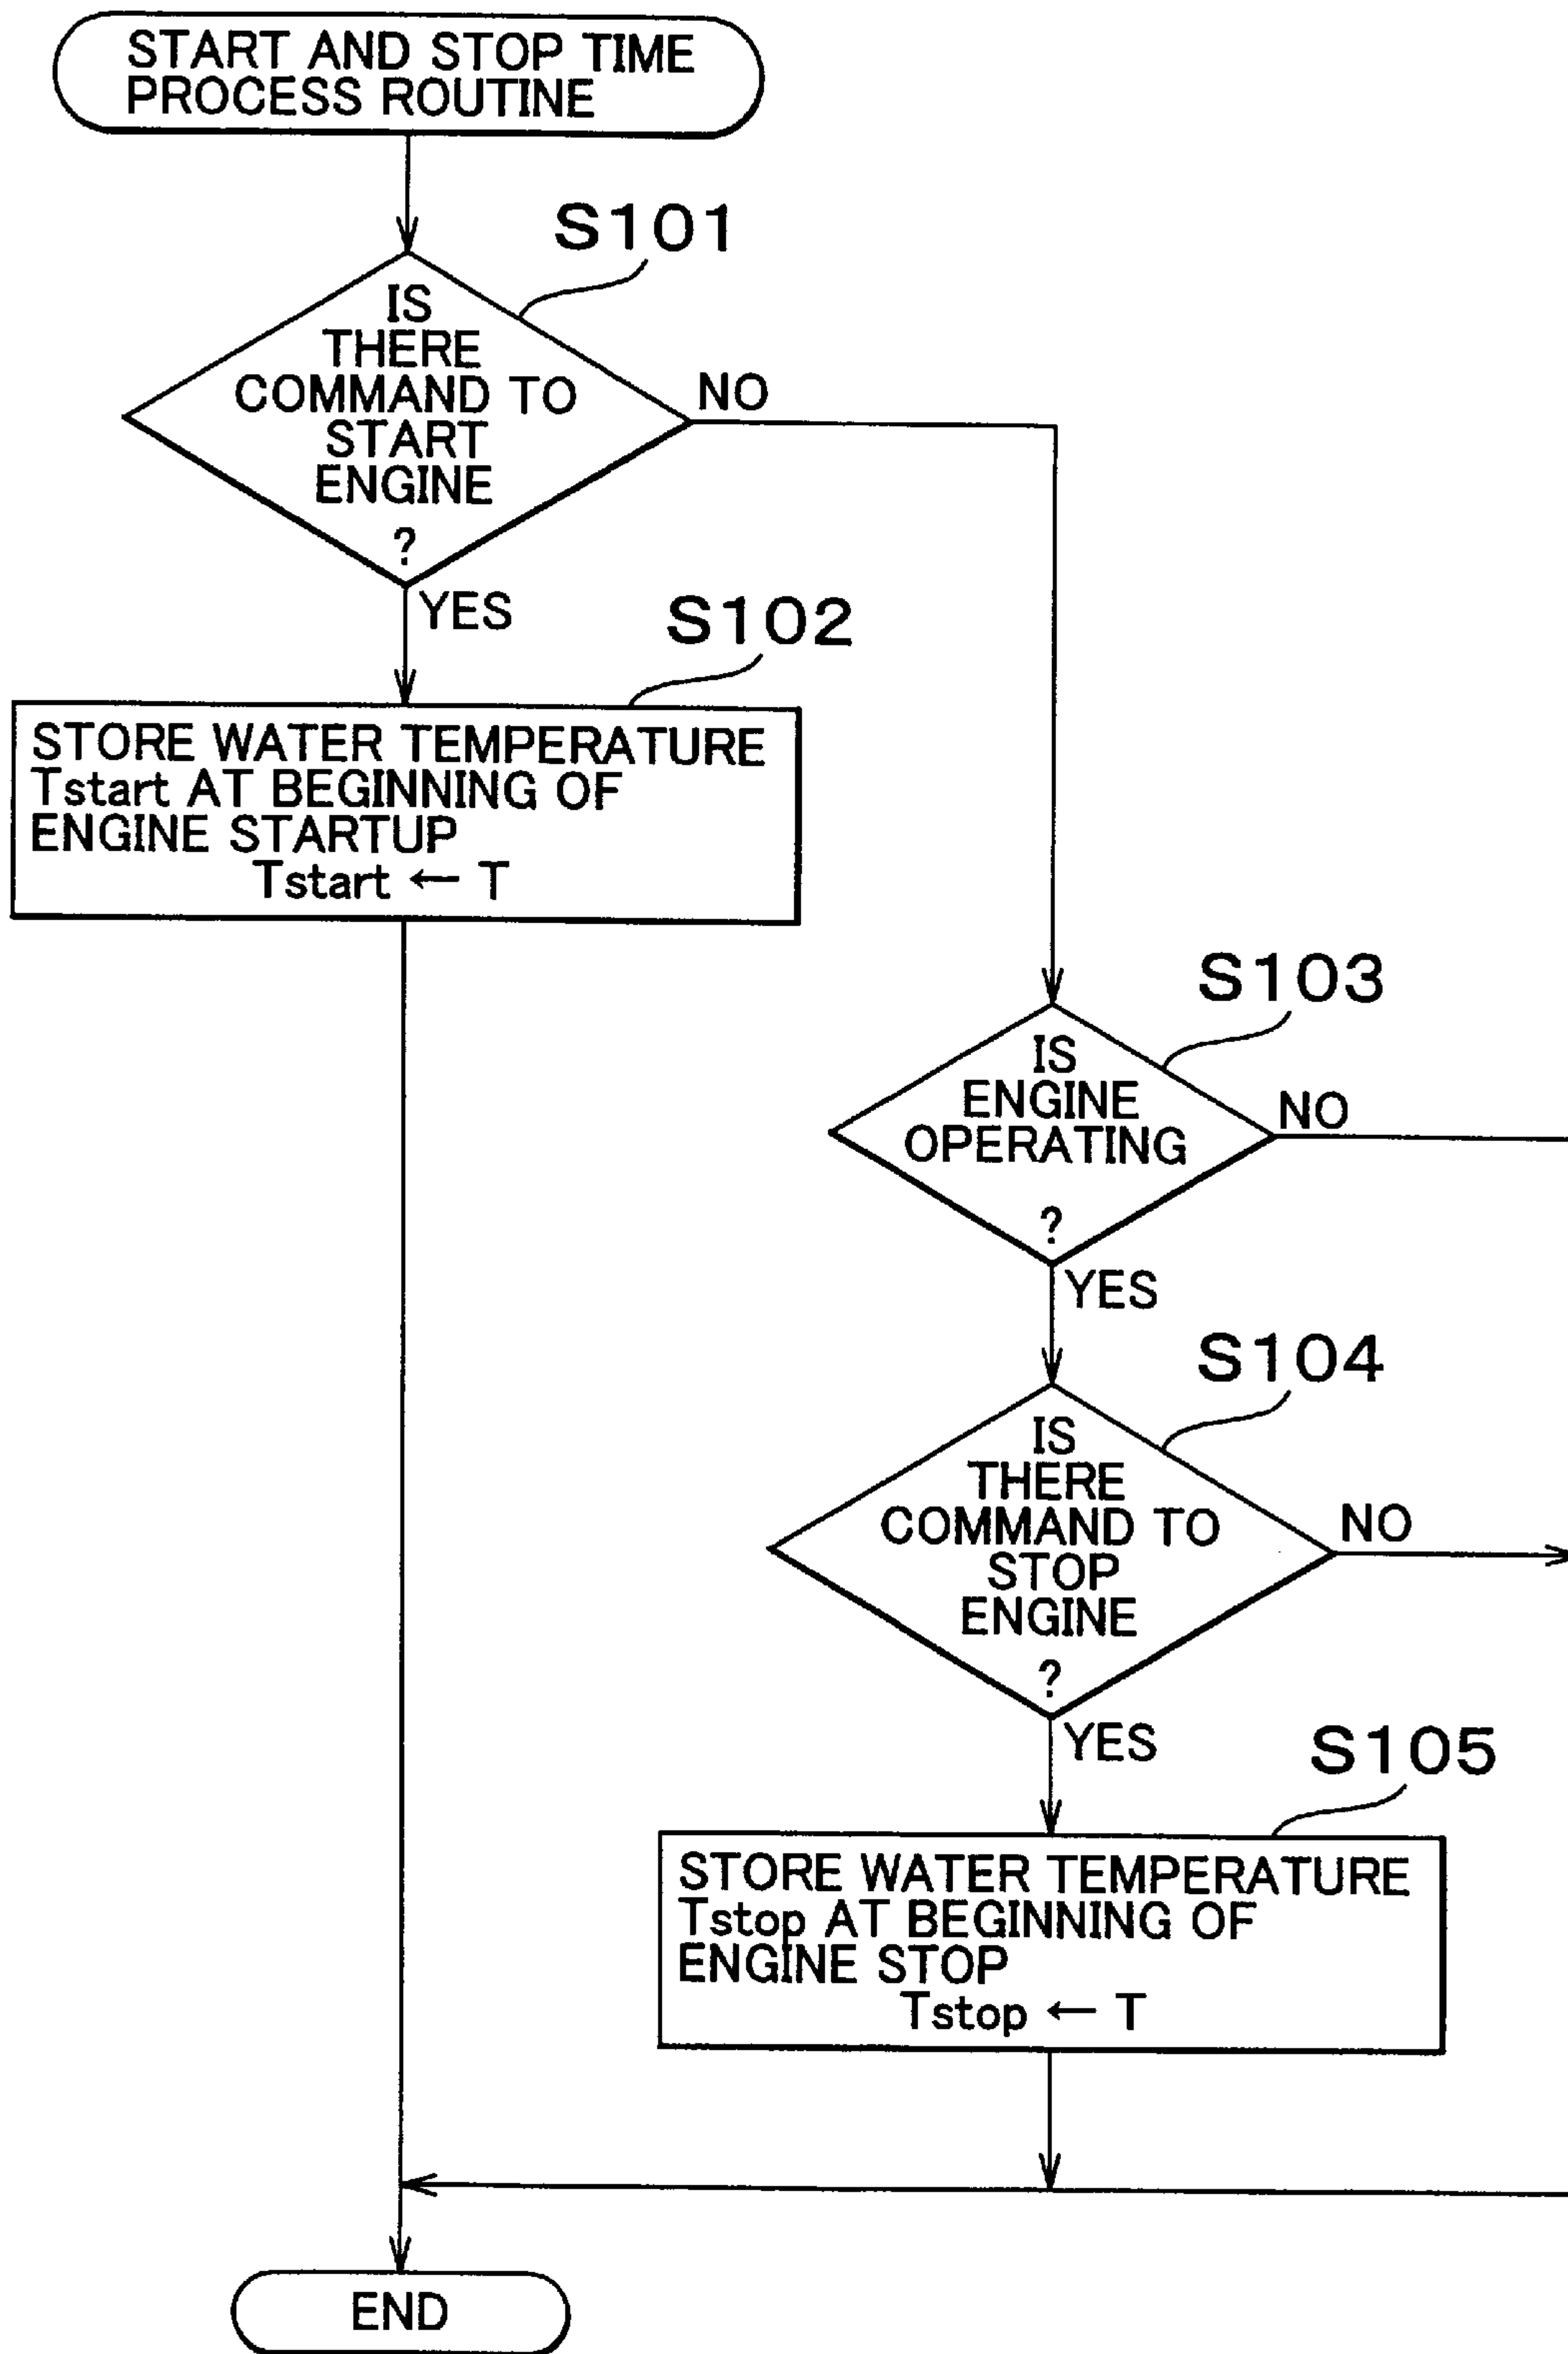 START AND STOP TIME
PROCESS ROUTINE
S101
IS
THERE
COMMAND TO
START
ENGINE
?
NO
YES
S102
STORE WATER TEMPERATURE
Tstart AT BEGINNING OF
ENGINE STARTUP
Tstart ← T
S103
IS
ENGINE
OPERATING
?
NO
YES
S104
IS
THERE
COMMAND TO
STOP
ENGINE
?
NO
YES
S105
STORE WATER TEMPERATURE
Tstop AT BEGINNING OF
ENGINE STOP
Tstop ← T
END